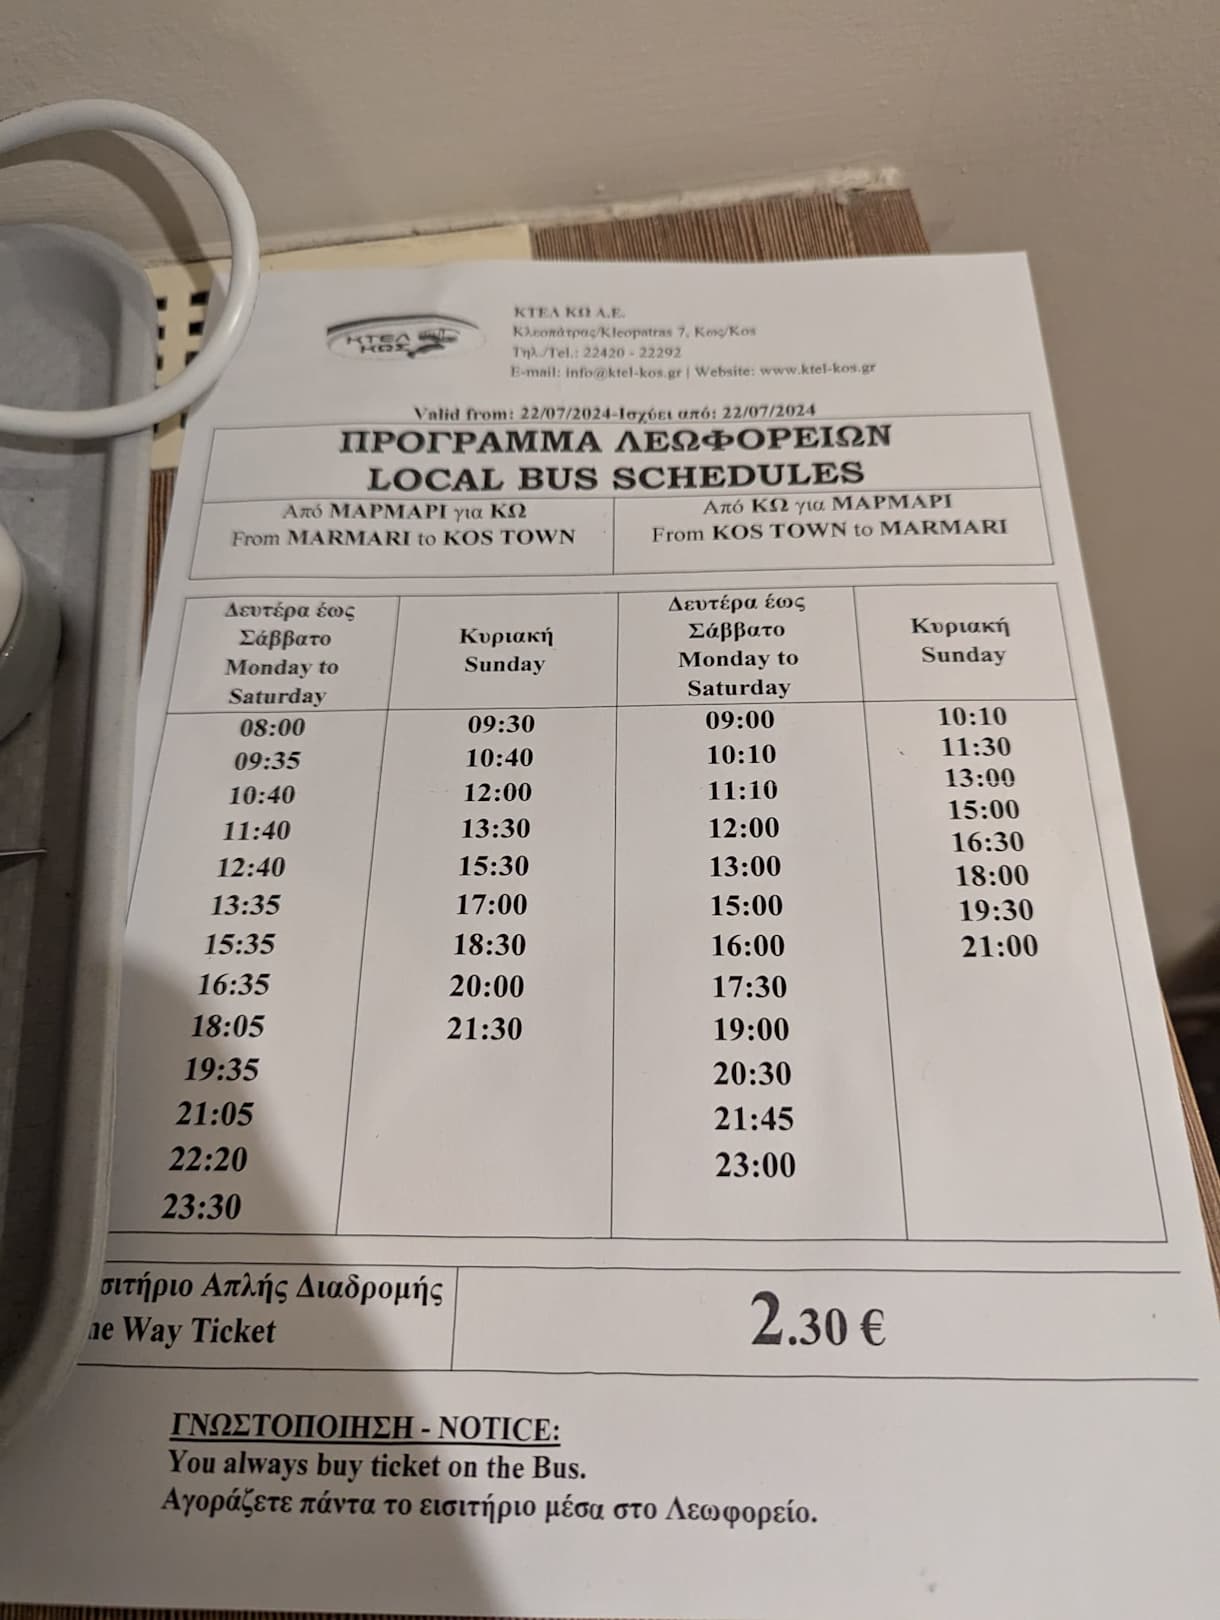 ΚΤΕΛ ΚΩΣ
ΚΤΕΛ ΚΩ Α.Ε.
Κλεοπάτρας/Kleopatras 7, Κως/Kos
Τηλ./Tel.: 22420 - 22292
E-mail: info@ktel-kos.gr | Website: www.ktel-kos.gr
Valid from: 22/07/2024-Ισχύει από: 22/07/2024
ΠΡΟΓΡΑΜΜΑ ΛΕΩΦΟΡΕΙΩΝ
LOCAL BUS SCHEDULES
Από ΜΑΡΜΑΡΙ για ΚΩ
From MARMARI to KOS TOWN
Από ΚΩ για ΜΑΡΜΑΡΙ
From KOS TOWN to MARMARI
Δευτέρα έως
Σάββατο
Monday to
Saturday
Κυριακή
Sunday
Δευτέρα έως
Σάββατο
Monday to
Saturday
Κυριακή
Sunday
08:00 09:30 09:00 10:10
09:35 10:40 10:10 11:30
10:40 12:00 11:10 13:00
11:40 13:30 12:00 15:00
12:40 15:30 13:00 16:30
13:35 17:00 15:00 18:00
15:35 18:30 16:00 19:30
16:35 20:00 17:30 21:00
18:05 21:30 19:00
19:35 20:30
21:05 21:45
22:20 23:00
23:30
σιτήριο Απλής Διαδρομής
ne Way Ticket
2.30 €
ΓΝΩΣΤΟΠΟΙΗΣΗ - NOTICE:
You always buy ticket on the Bus.
Αγοράζετε πάντα το εισιτήριο μέσα στο Λεωφορείο.